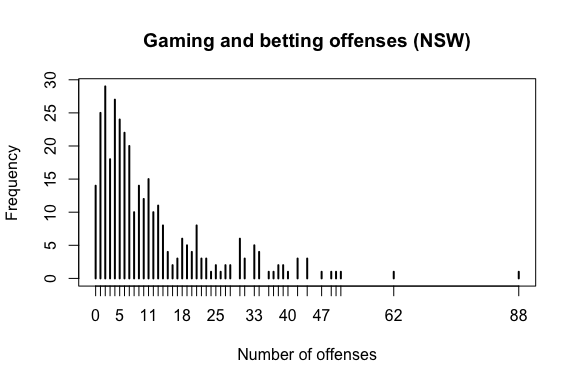 Gaming and betting offenses (NSW)
Frequency
30
25
20
15
10
5
0
0 5 11 18 25 33 40 47 62 88
Number of offenses